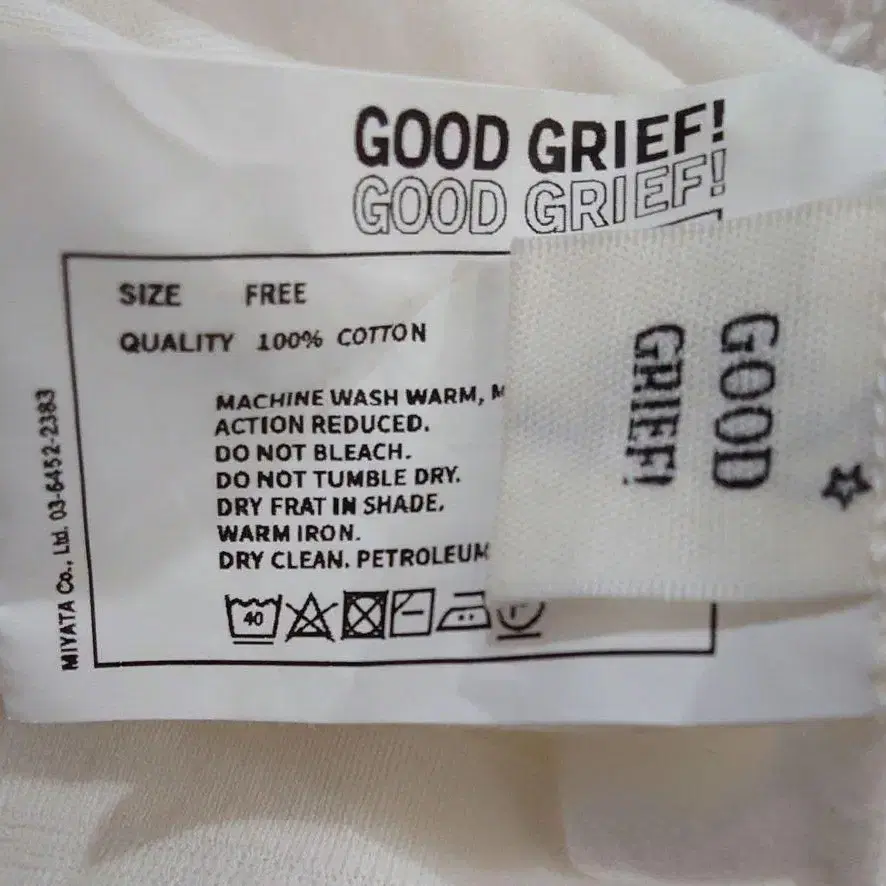 GOOD GRIEF!
GOOD GRIEF!
SIZE FREE
QUALITY 100% COTTON
MACHINE WASH WARM,
ACTION REDUCED.
DO NOT BLEACH.
DO NOT TUMBLE DRY.
DRY FRAT IN SHADE.
WARM IRON.
DRY CLEAN. PETROLEUM
40
MIYATA Co., Ltd. 03-6452-2383
GOOD
GRIEF!